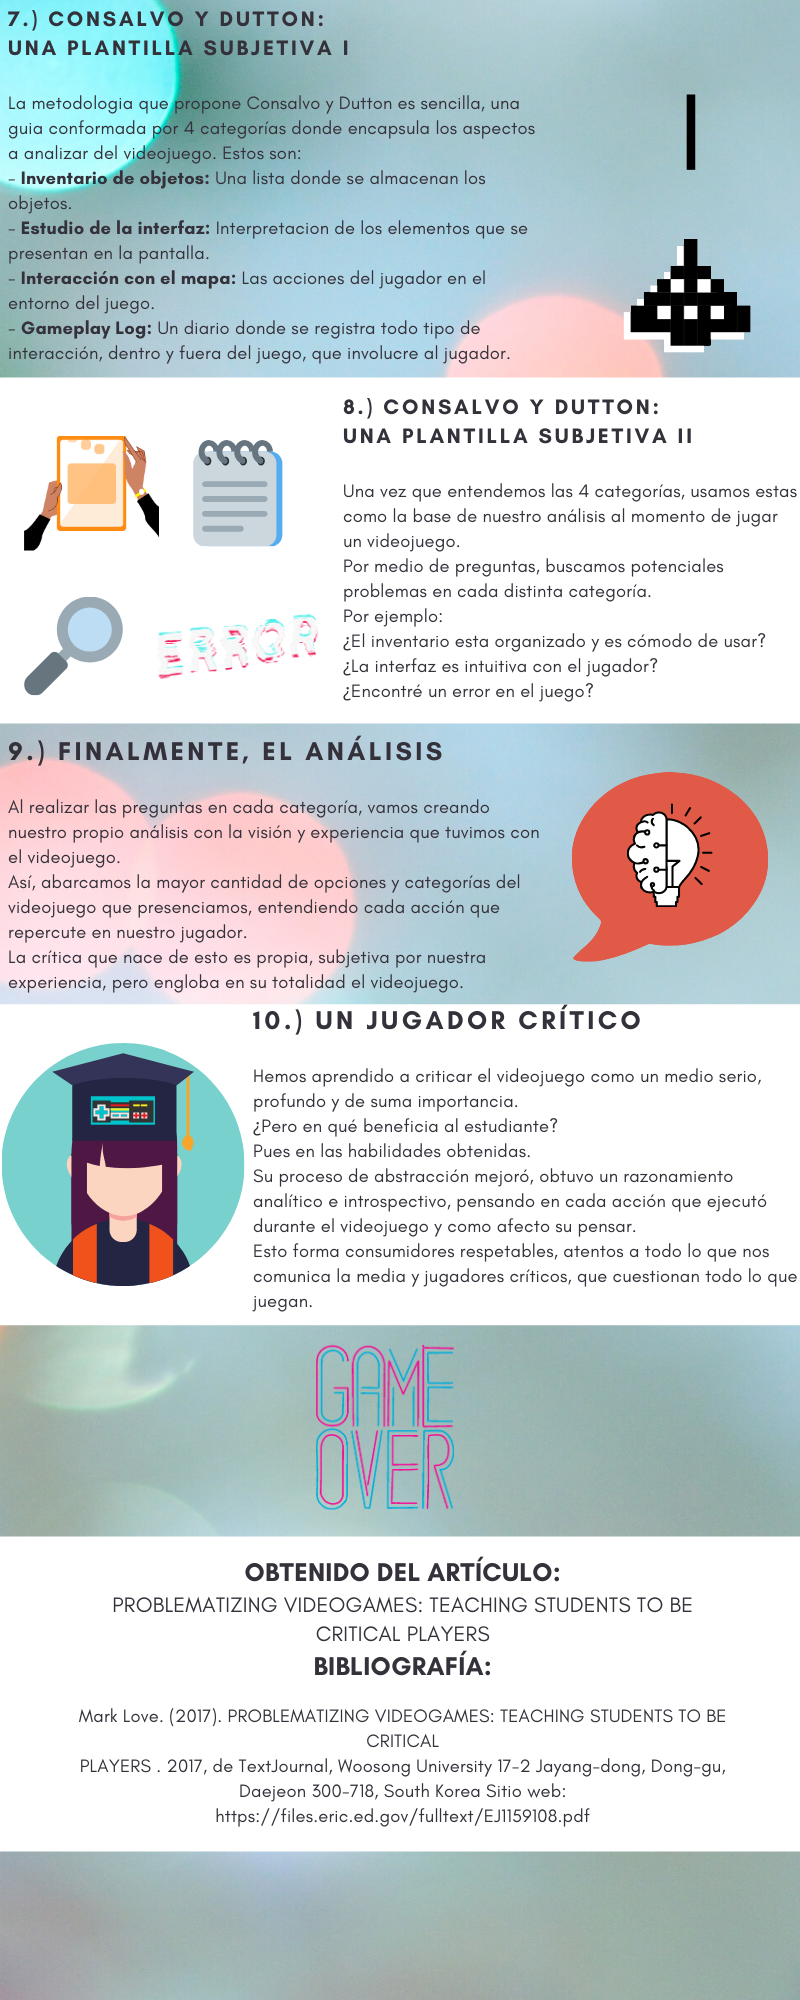 7.) CONSALVO Y DUTTON:
UNA PLANTILLA SUBJETIVA I
La metodologia que propone Consalvo y Dutton es sencilla, una
guia conformada por 4 categorías donde encapsula los aspectos
a analizar del videojuego. Estos son:
- Inventario de objetos: Una lista donde se almacenan los
objetos.
- Estudio de la interfaz: Interpretacion de los elementos que se
presentan en la pantalla.
- Interacción con el mapa: Las acciones del jugador en el
entorno del juego.
- Gameplay Log: Un diario donde se registra todo tipo de
interacción, dentro y fuera del juego, que involucre al jugador.
8.) CONSALVO Y DUTTON:
UNA PLANTILLA SUBJETIVA II
Una vez que entendemos las 4 categorías, usamos estas
como la base de nuestro análisis al momento de jugar
un videojuego.
Por medio de preguntas, buscamos potenciales
problemas en cada distinta categoría.
Por ejemplo:
¿El inventario esta organizado y es cómodo de usar?
¿La interfaz es intuitiva con el jugador?
¿Encontré un error en el juego?
ERROR
9.) FINALMENTE, EL ANÁLISIS
Al realizar las preguntas en cada categoría, vamos creando
nuestro propio análisis con la visión y experiencia que tuvimos con
el videojuego.
Así, abarcamos la mayor cantidad de opciones y categorías del
videojuego que presenciamos, entendiendo cada acción que
repercute en nuestro jugador.
La crítica que nace de esto es propia, subjetiva por nuestra
experiencia, pero engloba en su totalidad el videojuego.
10.) UN JUGADOR CRÍTICO
Hemos aprendido a criticar el videojuego como un medio serio,
profundo y de suma importancia.
¿Pero en qué beneficia al estudiante?
Pues en las habilidades obtenidas.
Su proceso de abstracción mejoró, obtuvo un razonamiento
analítico e introspectivo, pensando en cada acción que ejecutó
durante el videojuego y como afecto su pensar.
Esto forma consumidores respetables, atentos a todo lo que nos
comunica la media y jugadores críticos, que cuestionan todo lo que
juegan.
GAME
OVER
OBTENIDO DEL ARTÍCULO:
PROBLEMATIZING VIDEOGAMES: TEACHING STUDENTS TO BE
CRITICAL PLAYERS
BIBLIOGRAFÍA:
Mark Love. (2017). PROBLEMATIZING VIDEOGAMES: TEACHING STUDENTS TO BE
CRITICAL
PLAYERS . 2017, de TextJournal, Woosong University 17-2 Jayang-dong, Dong-gu,
Daejeon 300-718, South Korea Sitio web:
https://files.eric.ed.gov/fulltext/EJ1159108.pdf